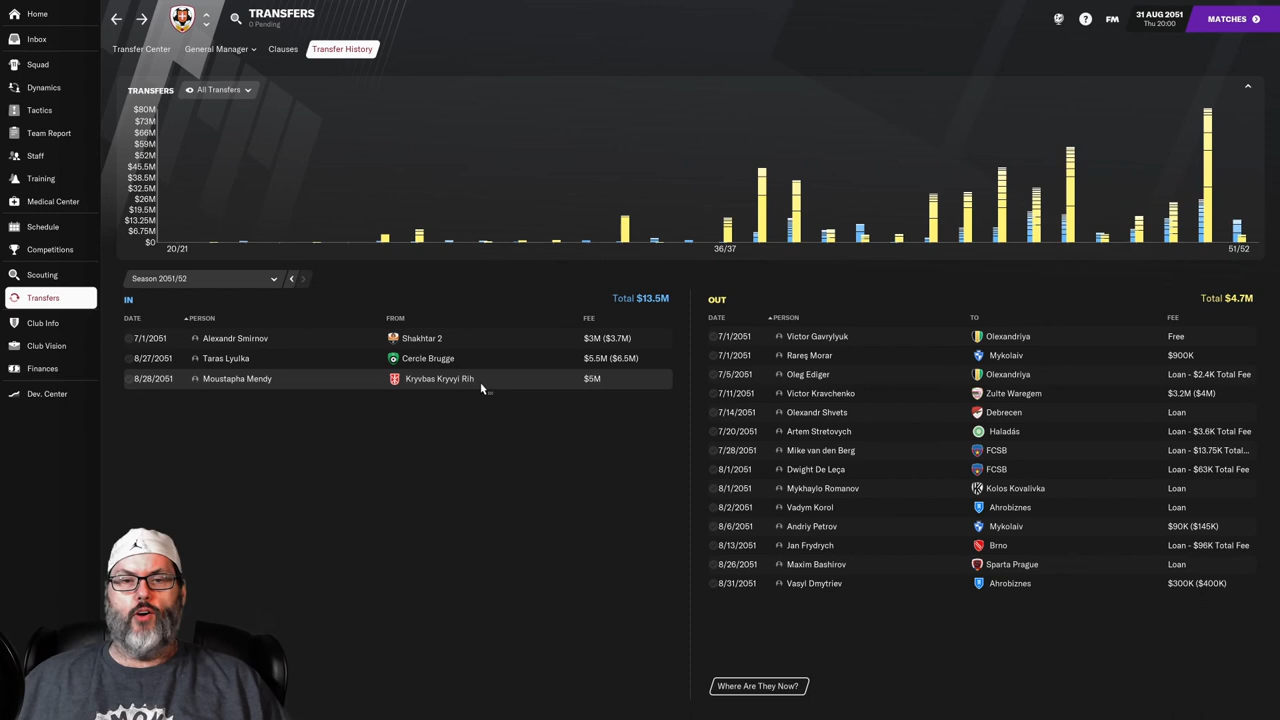 Home
TRANSFERS
0 Pending
FM
31 AUG 2051
Thu 20:00
MATCHES
Inbox
Transfer Center
General Manager
Clauses
Transfer History
Squad
Dynamics
Tactics
Team Report
Staff
Training
Medical Center
Schedule
Competitions
Scouting
Transfers
Club Info
Club Vision
Finances
Dev. Center
TRANSFERS
All Transfers
$80M
$73M
$66M
$59M
$52M
$45.5M
$38.5M
$32.5M
$26M
$19.5M
$13.25M
$6.75M
$0
20/21
36/37
51/52
Season 2051/52
IN
Total $13.5M
DATE PERSON FROM FEE
7/1/2051 Alexandr Smirnov Shakhtar 2 $3M ($3.7M)
8/27/2051 Taras Lyulka Cercle Brugge $5.5M ($6.5M)
8/28/2051 Moustapha Mendy Kryvbas Kryvyi Rih $5M
OUT
Total $4.7M
DATE PERSON TO FEE
7/1/2051 Victor Gavrylyuk Olexandriya Free
7/1/2051 Rareş Morar Mykolaiv $900K
7/5/2051 Oleg Ediger Olexandriya Loan - $2.4K Total Fee
7/11/2051 Victor Kravchenko Zulte Waregem $3.2M ($4M)
7/14/2051 Olexandr Shvets Debrecen Loan
7/20/2051 Artem Stretovych Haladás Loan - $3.6K Total Fee
7/28/2051 Mike van den Berg FCSB Loan - $13.75K Total...
8/1/2051 Dwight De Leça FCSB Loan - $63K Total Fee
8/1/2051 Mykhaylo Romanov Kolos Kovalivka Loan
8/2/2051 Vadym Korol Ahrobiznes Loan
8/6/2051 Andriy Petrov Mykolaiv $90K ($145K)
8/13/2051 Jan Frydrych Brno Loan - $96K Total Fee
8/26/2051 Maxim Bashirov Sparta Prague Loan
8/31/2051 Vasyl Dmytriev Ahrobiznes $300K ($400K)
Where Are They Now?